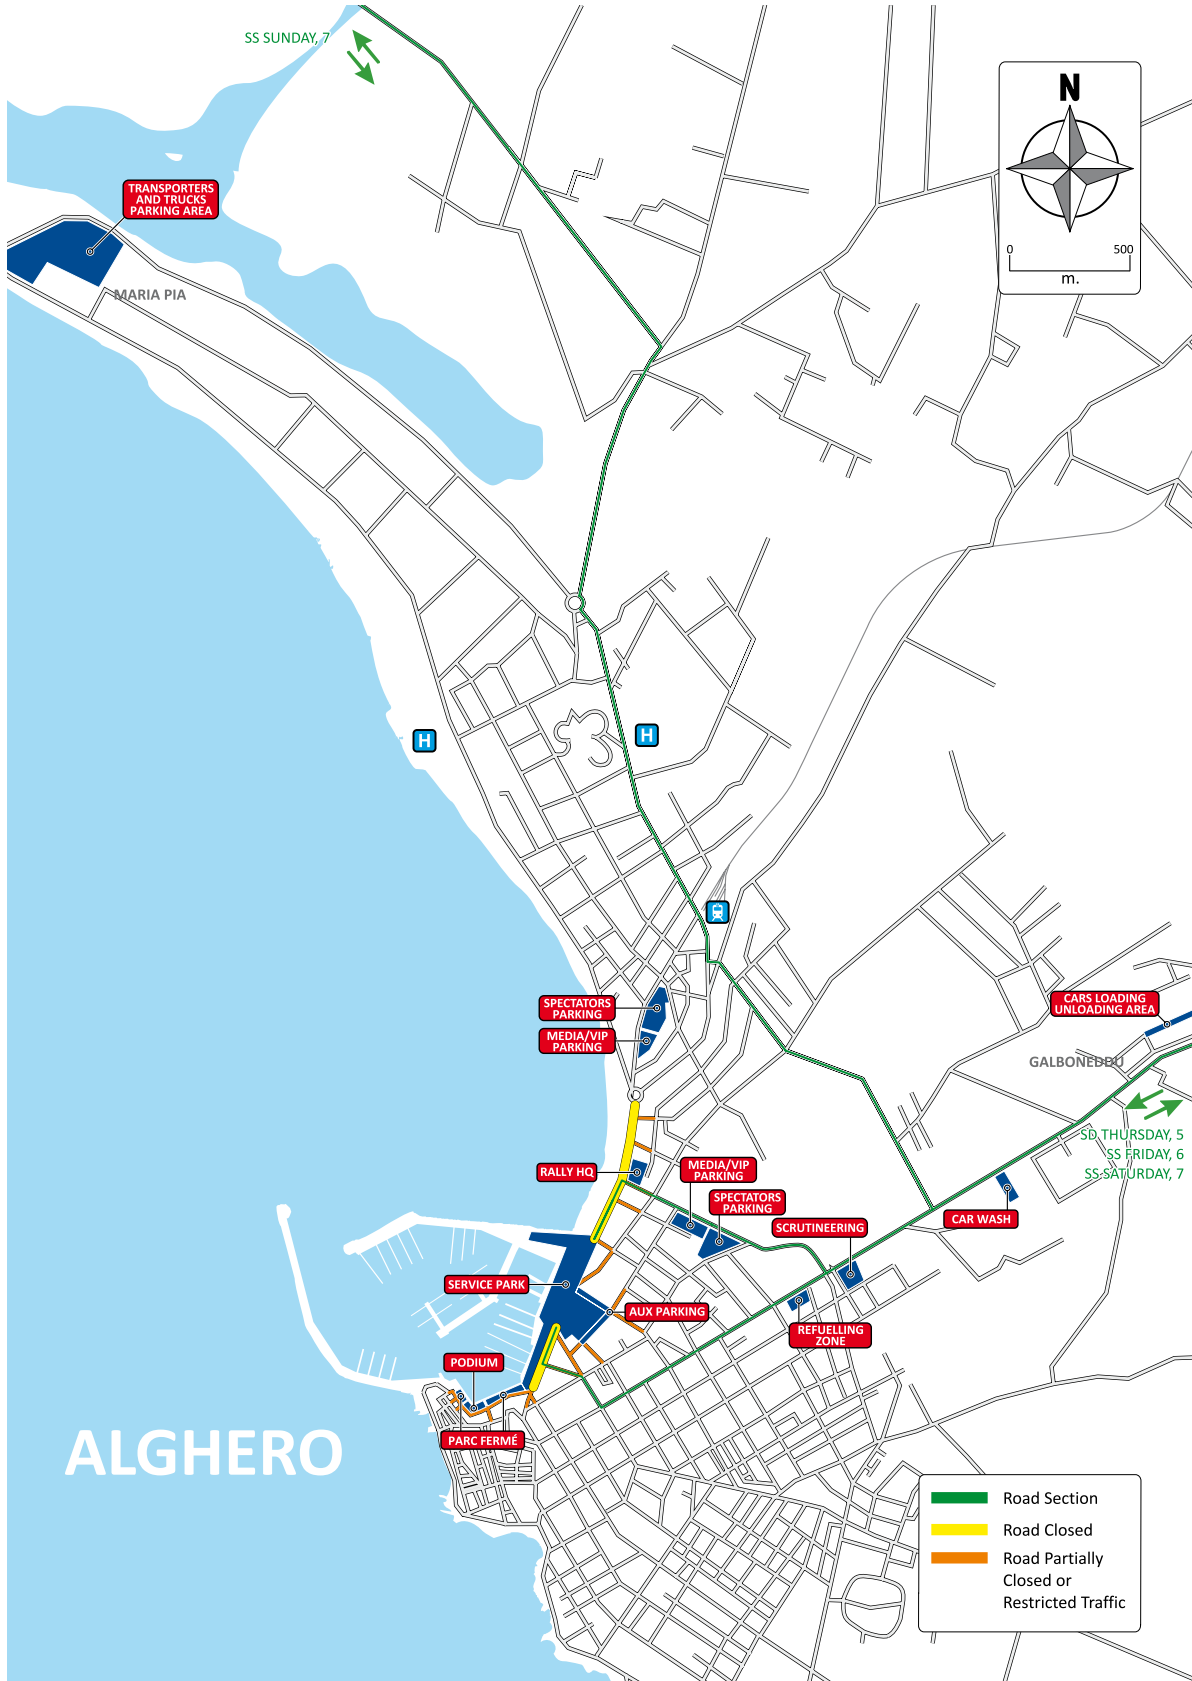 SS SUNDAY, 7
N
0
500
m.
TRANSPORTERS
AND TRUCKS
PARKING AREA
MARIA PIA
H
H
SPECTATORS
PARKING
MEDIA/VIP
PARKING
CARS LOADING
UNLOADING AREA
GALBONEDDU
SD THURSDAY, 5
SS FRIDAY, 6
SS SATURDAY, 7
RALLY HQ
MEDIA/VIP
PARKING
SPECTATORS
PARKING
SCRUTINEERING
CAR WASH
SERVICE PARK
AUX PARKING
REFUELLING
ZONE
PODIUM
PARC FERMÉ
ALGHERO
Road Section
Road Closed
Road Partially
Closed or
Restricted Traffic